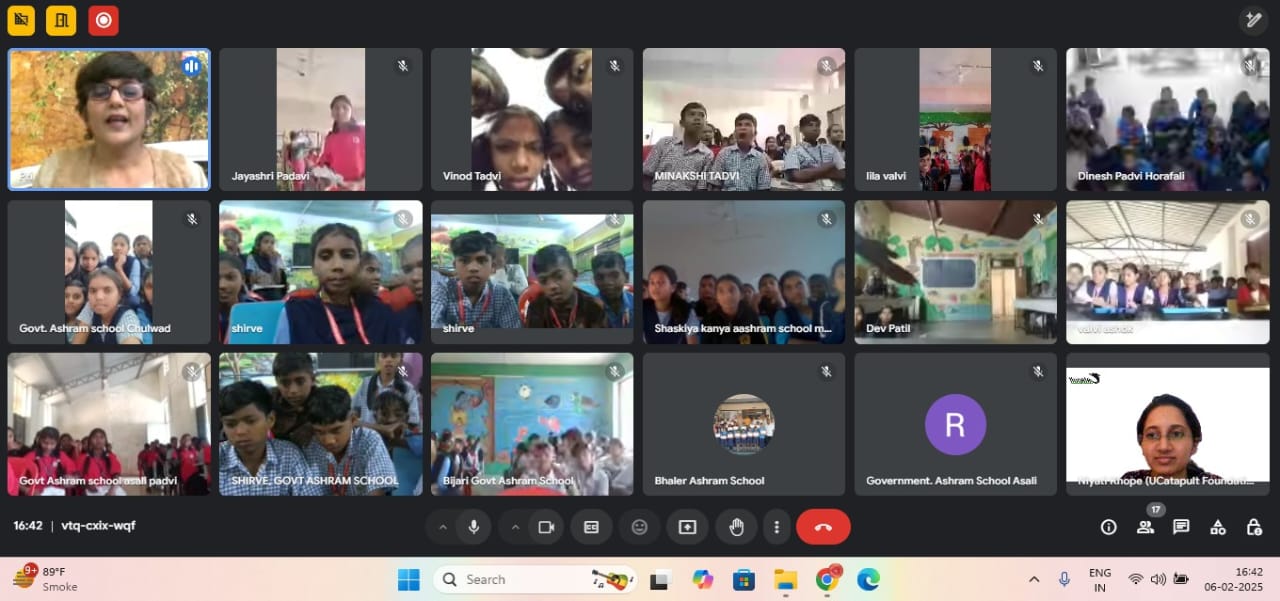 Pri
Jayashri Padavi
Vinod Tadvi
MINAKSHI TADVI
lila valvi
Dinesh Padvi Horafali
Govt. Ashram school Chulwad
shirve
shirve
Shaskiya kanya aashram school m...
Dev Patil
valvi ashok
Govt Ashram school asali padvi
SHIRVE, GOVT ASHRAM SCHOOL
Bijari Govt Ashram School
Bhaler Ashram School
R
Government. Ashram School Asali
Niyati Khope (UCatapult Foundati...
16:42 | vtq-cxix-wqf
17
9+
89°F
Smoke
Search
ENG
IN
16:42
06-02-2025